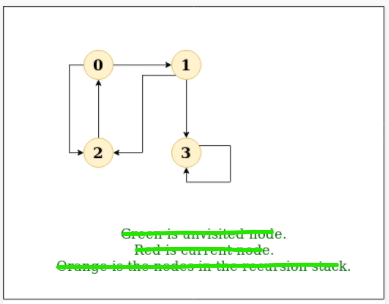 0 1
2 3
Green is unvisited node.
Red is current node.
Orange is the nodes in the recursion stack.